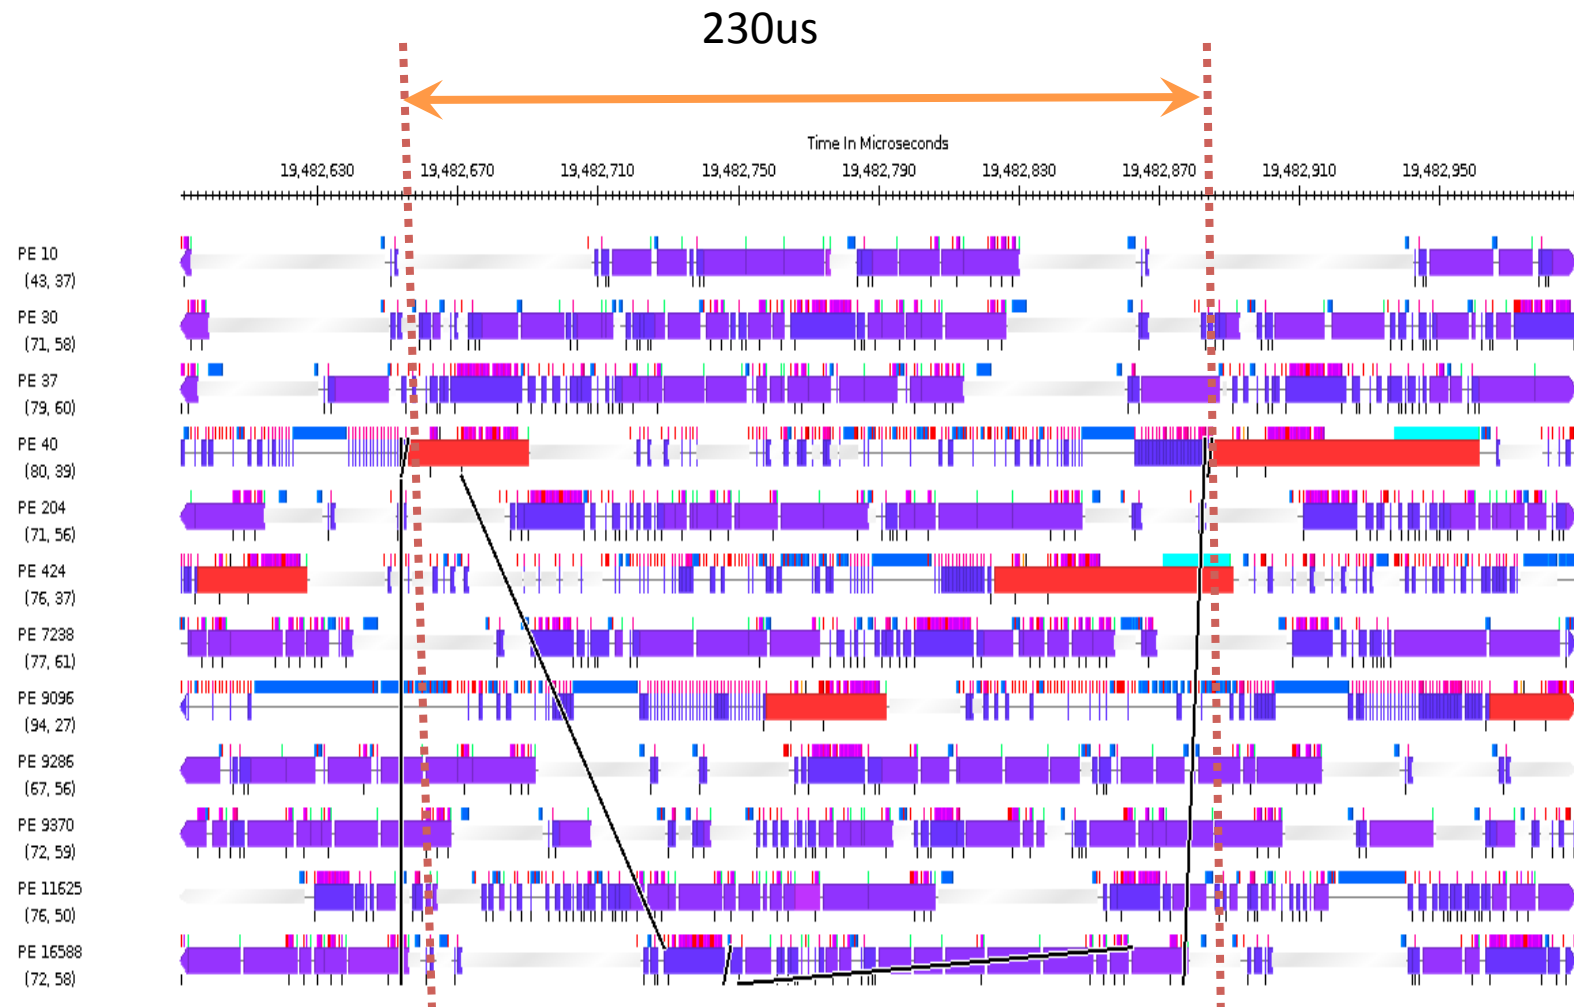 230us
Time In Microseconds
19,482,630 19,482,670 19,482,710 19,482,750 19,482,790 19,482,830 19,482,870 19,482,910 19,482,950
PE 10
(43, 37)
PE 30
(71, 58)
PE 37
(79, 60)
PE 40
(80, 39)
PE 204
(71, 56)
PE 424
(76, 37)
PE 7238
(77, 61)
PE 9096
(94, 27)
PE 9286
(67, 56)
PE 9370
(72, 59)
PE 11625
(76, 50)
PE 16588
(72, 58)